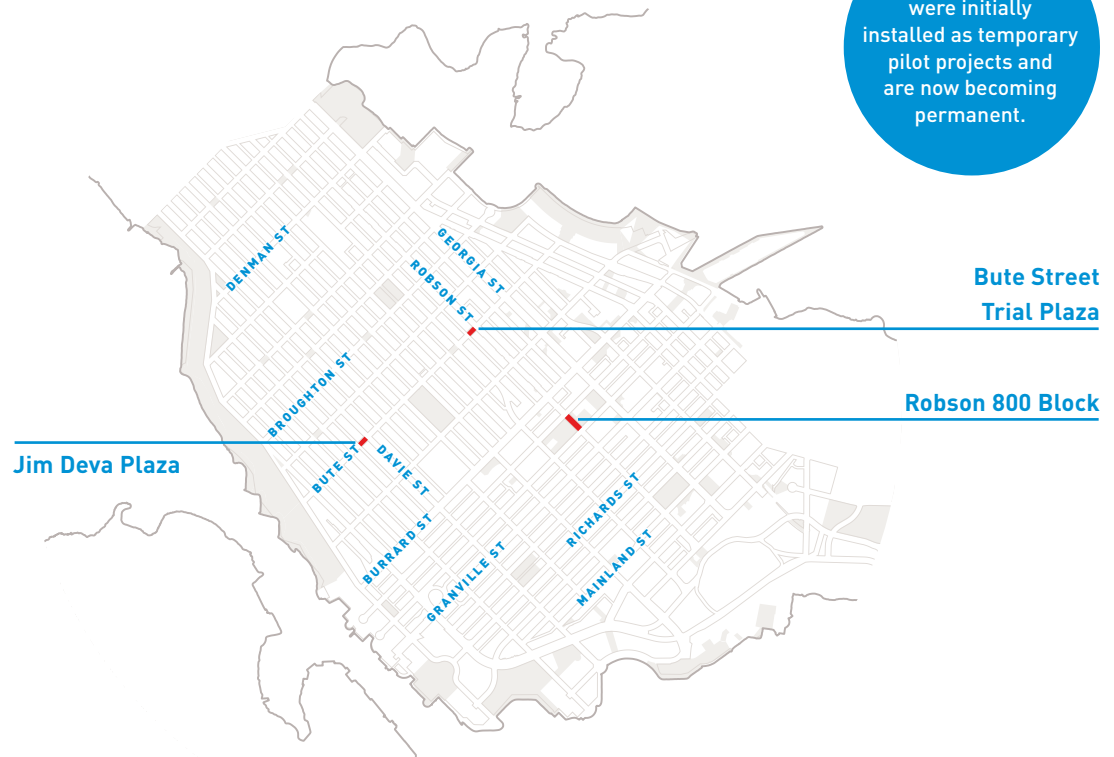 were initially
installed as temporary
pilot projects and
are now becoming
permanent.
DENMAN ST
GEORGIA ST
ROBSON ST
Bute Street
Trial Plaza
BROUGHTON ST
Robson 800 Block
Jim Deva Plaza
BUTE ST
DAVIE ST
BURRARD ST
GRANVILLE ST
RICHARDS ST
MAINLAND ST